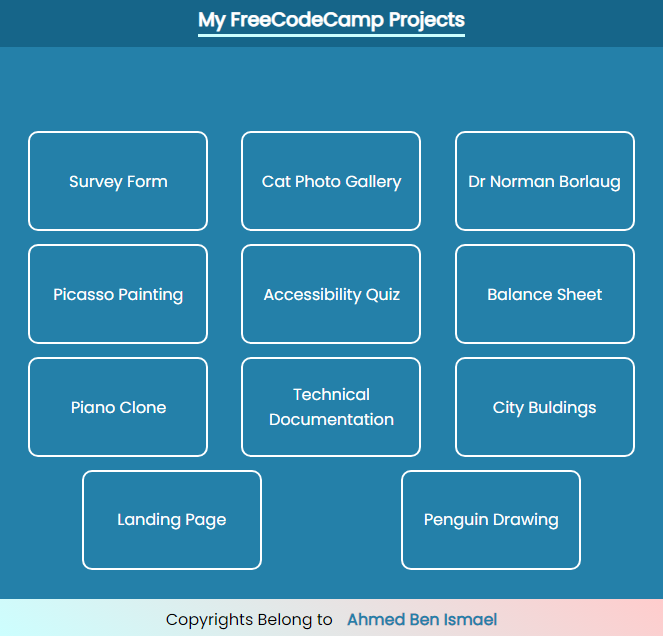 My FreeCodeCamp Projects
Survey Form
Cat Photo Gallery
Dr Norman Borlaug
Picasso Painting
Accessibility Quiz
Balance Sheet
Piano Clone
Technical
Documentation
City Buldings
Landing Page
Penguin Drawing
Copyrights Belong to Ahmed Ben Ismael